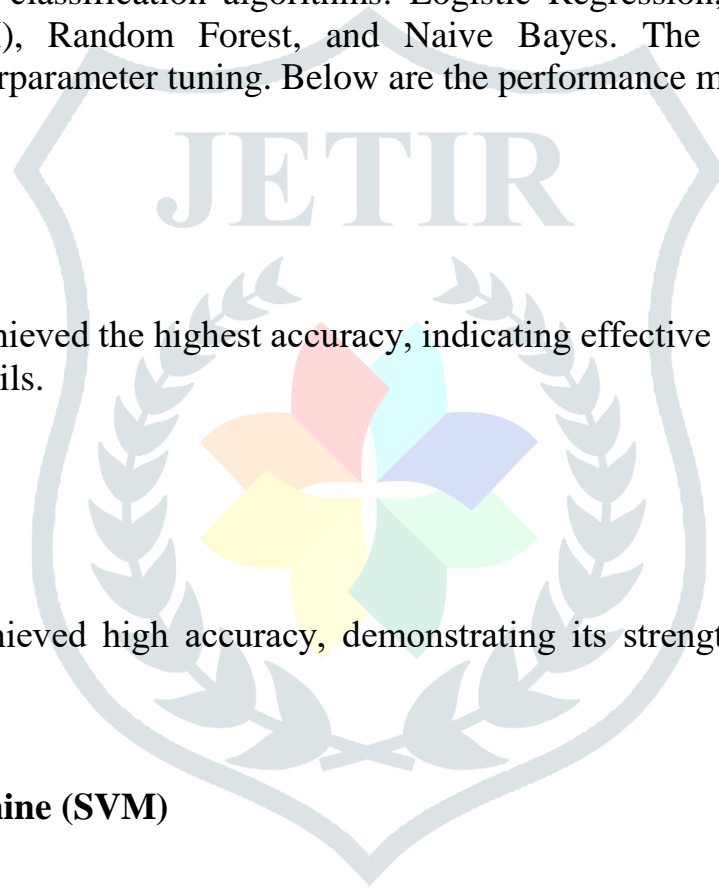 classification algorithms: Logistic Regression,
), Random Forest, and Naive Bayes. The
rparameter tuning. Below are the performance m
JETIR
hieved the highest accuracy, indicating effective
ils.
hieved high accuracy, demonstrating its strengt
ine (SVM)